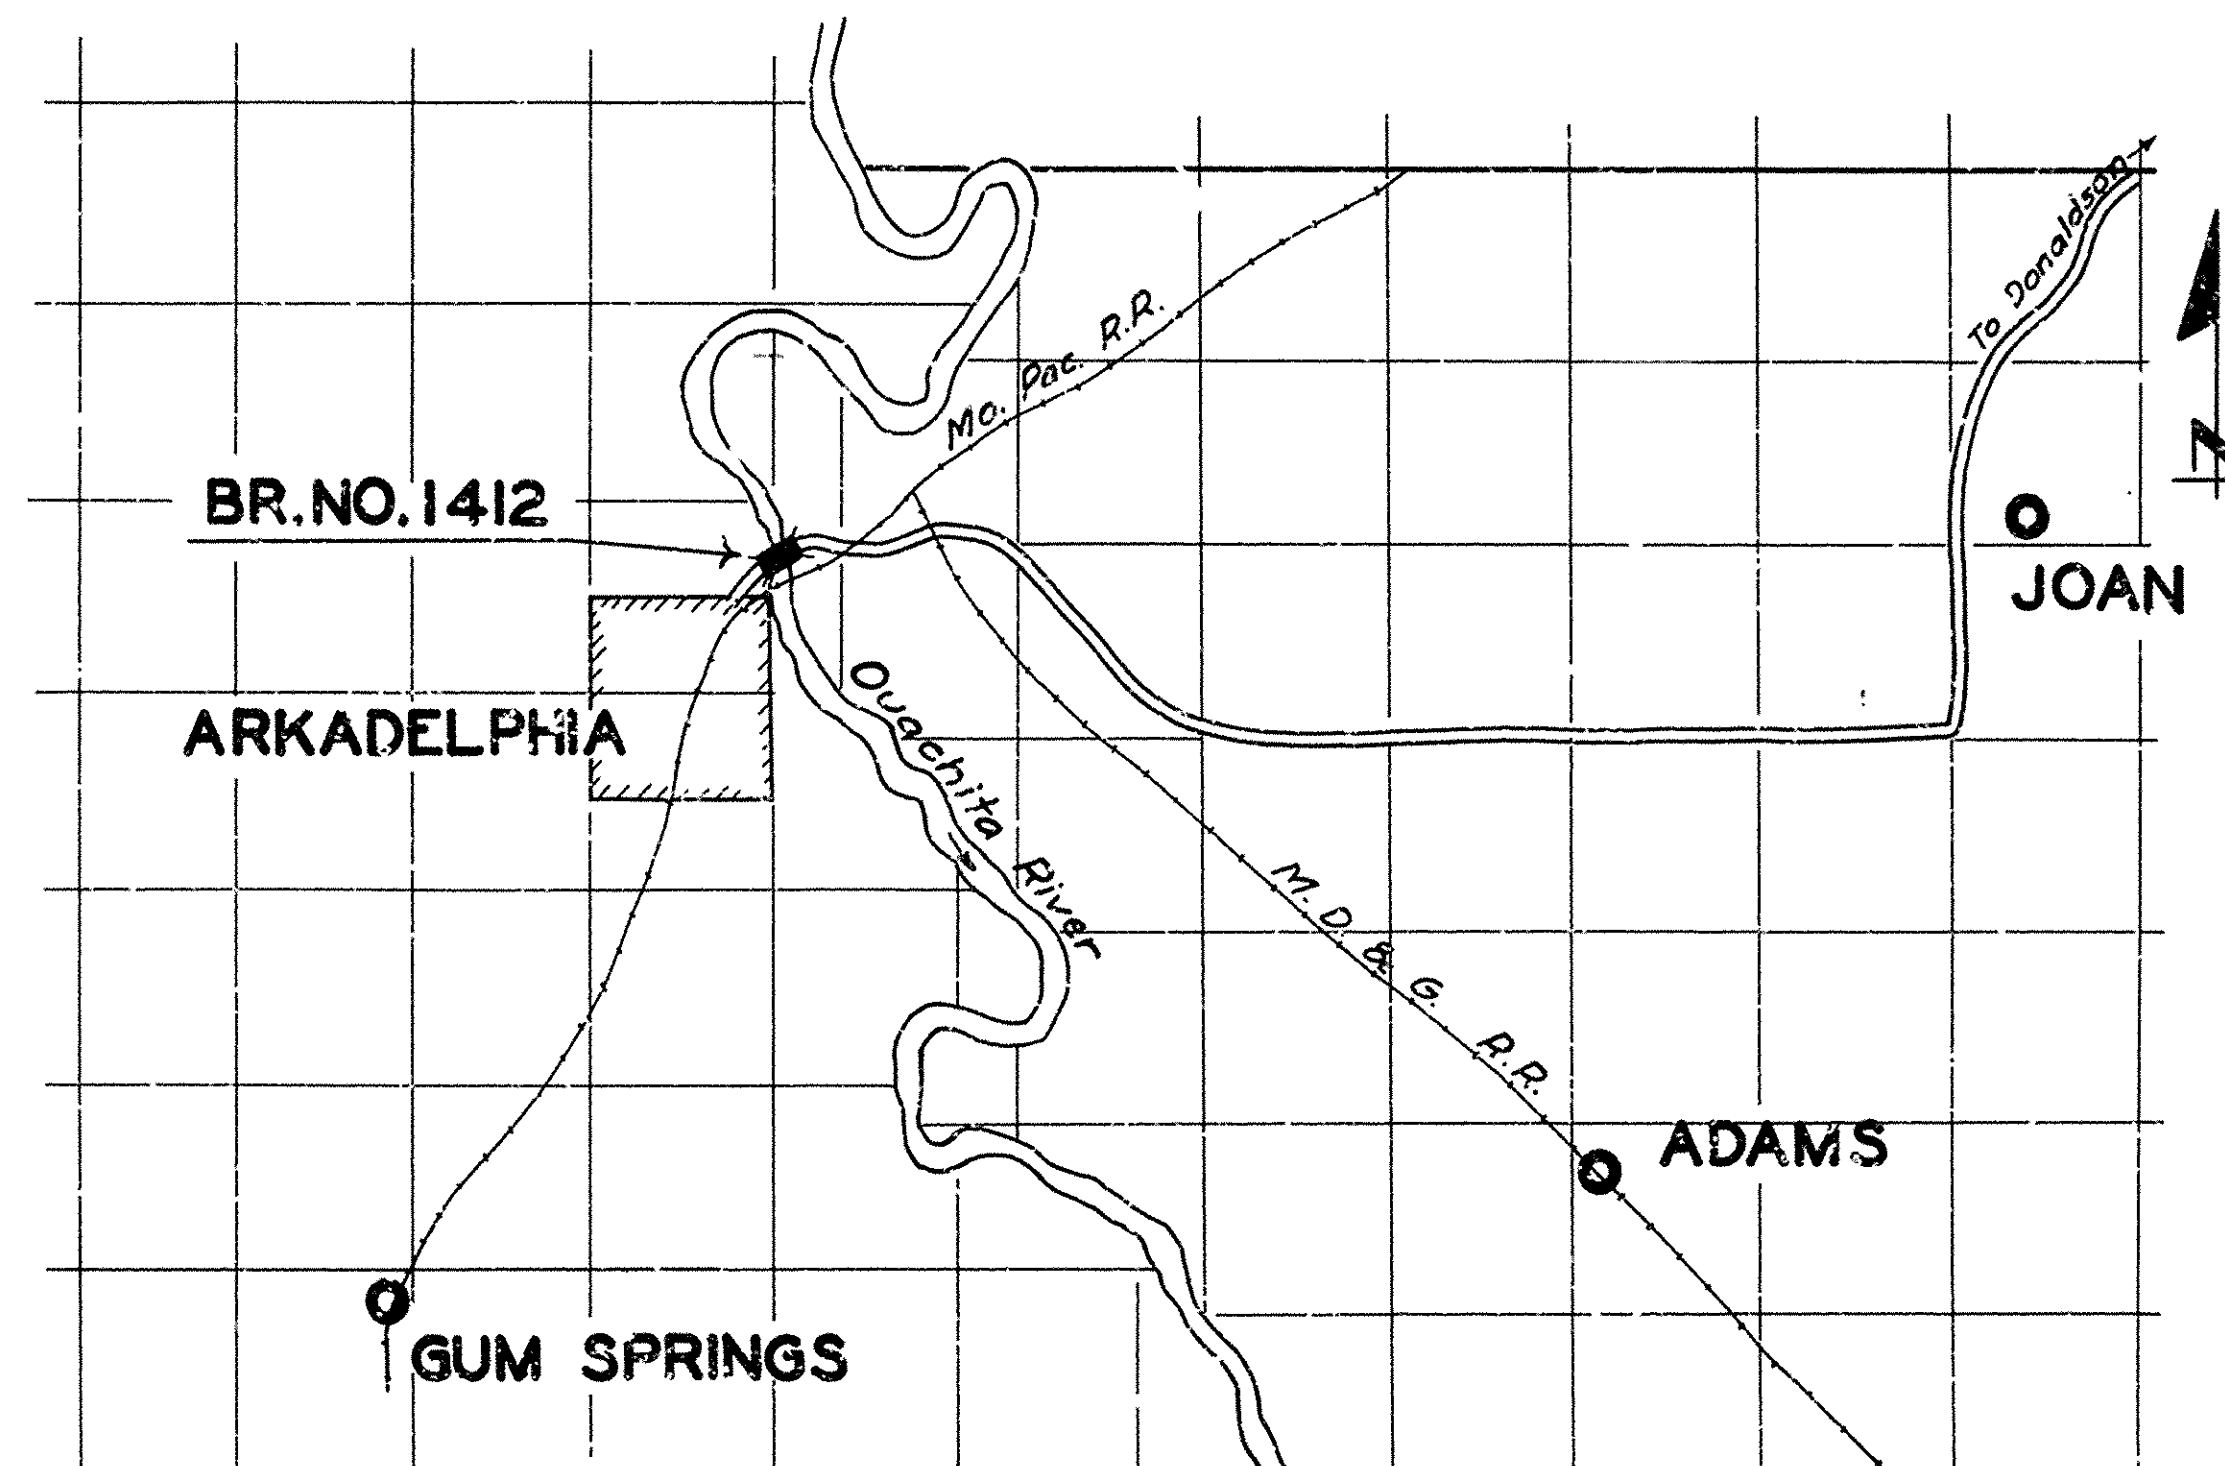 To Donaldson
Mo. Pac. R.R.
N
BR. NO. 1412
JOAN
ARKADELPHIA
Ouachita River
M. D. & G. R.R.
ADAMS
GUM SPRINGS